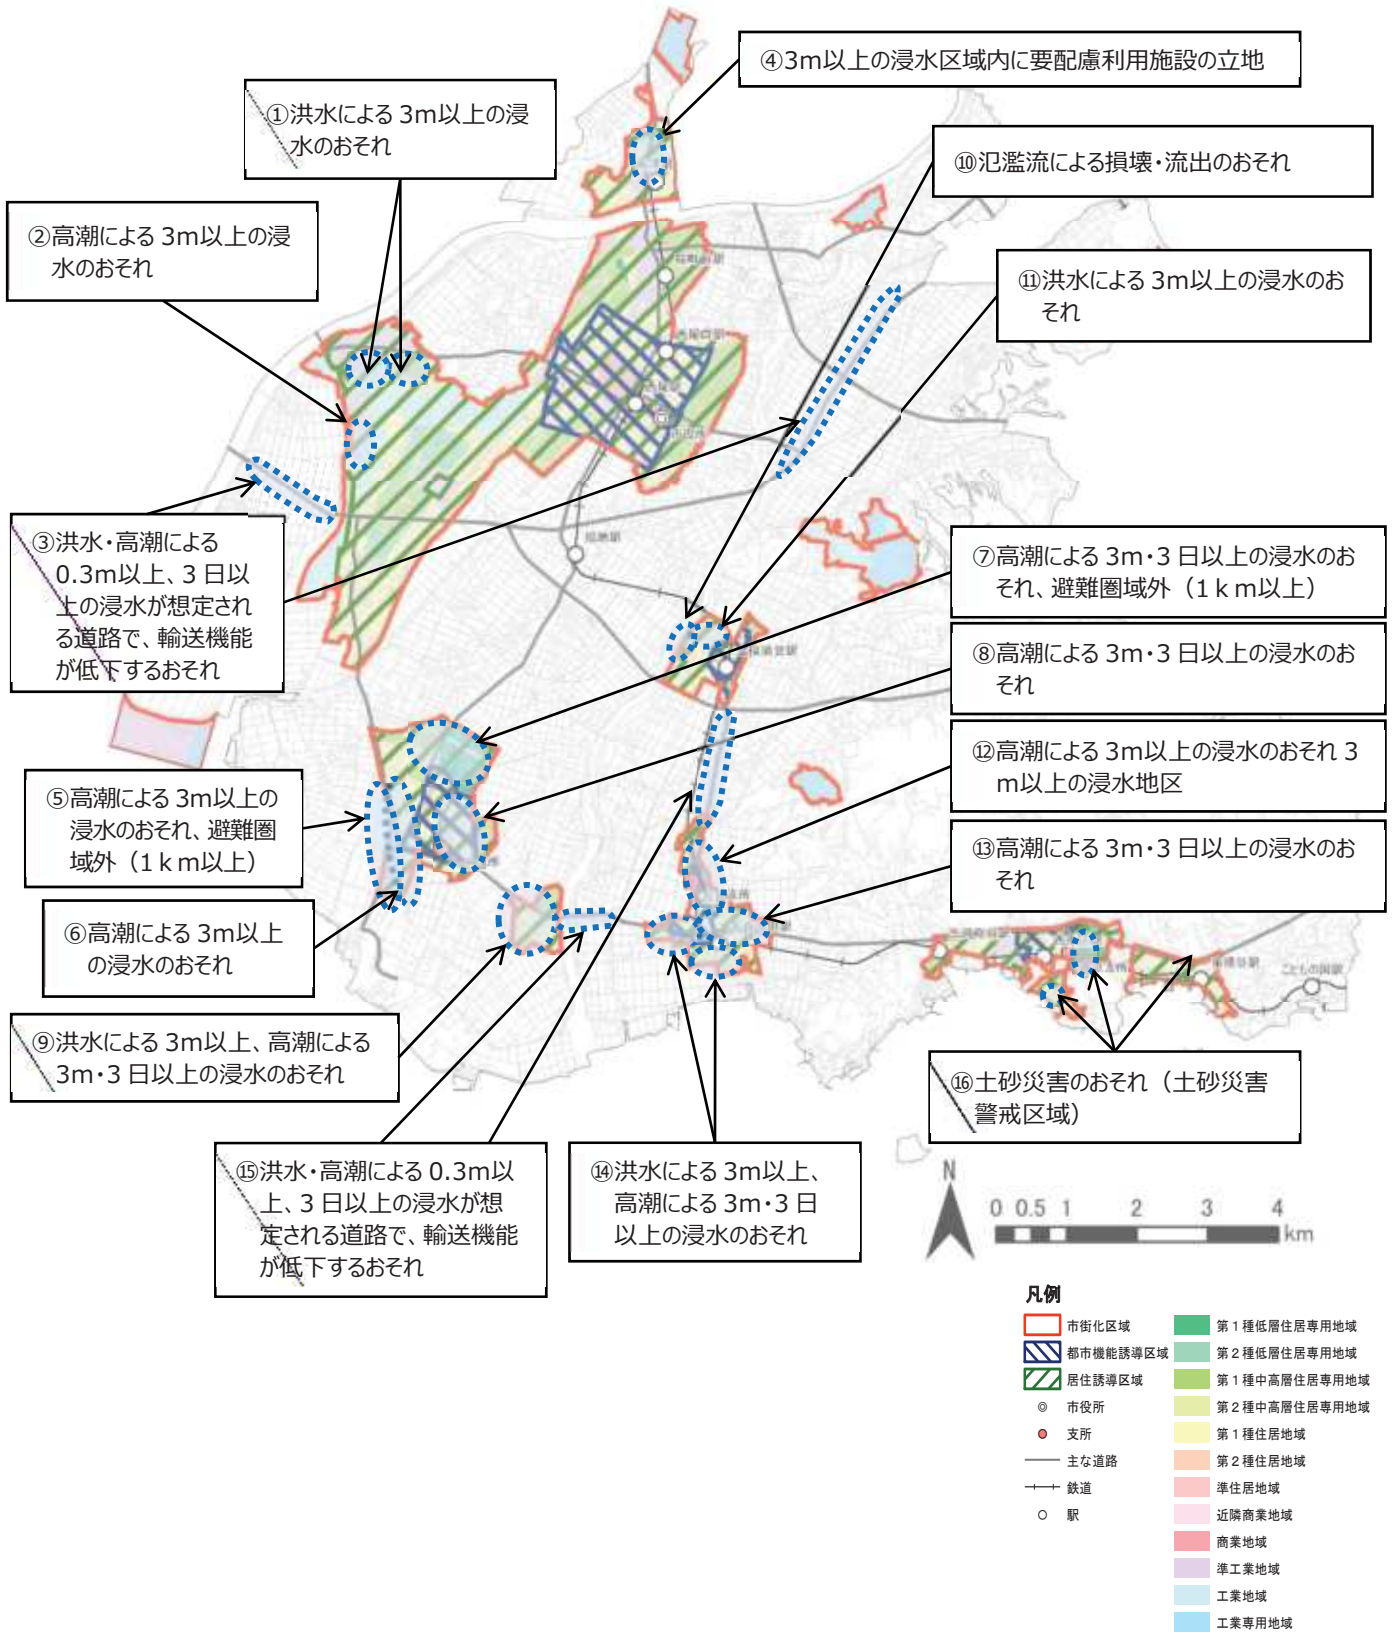 ④3m以上の浸水区域内に要配慮利用施設の立地
①洪水による 3m以上の浸
水のおそれ
⑩氾濫流による損壊・流出のおそれ
②高潮による 3m以上の浸
水のおそれ
⑪洪水による 3m以上の浸水のお
それ
③洪水・高潮による
0.3m以上、3 日以
上の浸水が想定され
る道路で、輸送機能
が低下するおそれ
⑦高潮による 3m・3 日以上の浸水のお
それ、避難圏域外（1ｋｍ以上）
⑧高潮による 3m・3 日以上の浸水のお
それ
⑫高潮による 3m以上の浸水のおそれ 3
m以上の浸水地区
⑤高潮による 3m以上の
浸水のおそれ、避難圏
域外（1ｋｍ以上）
⑬高潮による 3m・3 日以上の浸水のお
それ
⑥高潮による 3m以上
の浸水のおそれ
こどもの国駅
⑨洪水による 3m以上、高潮による
3m・3 日以上の浸水のおそれ
⑯土砂災害のおそれ（土砂災害
警戒区域）
⑮洪水・高潮による 0.3m以
上、3 日以上の浸水が想
定される道路で、輸送機能
が低下するおそれ
⑭洪水による 3m以上、
高潮による 3m・3 日
以上の浸水のおそれ
N
0 0.5 1 2 3 4
km
凡例
市街化区域
都市機能誘導区域
居住誘導区域
市役所
支所
主な道路
鉄道
駅
第１種低層住居専用地域
第２種低層住居専用地域
第１種中高層住居専用地域
第２種中高層住居専用地域
第１種住居地域
第２種住居地域
準住居地域
近隣商業地域
商業地域
準工業地域
工業地域
工業専用地域